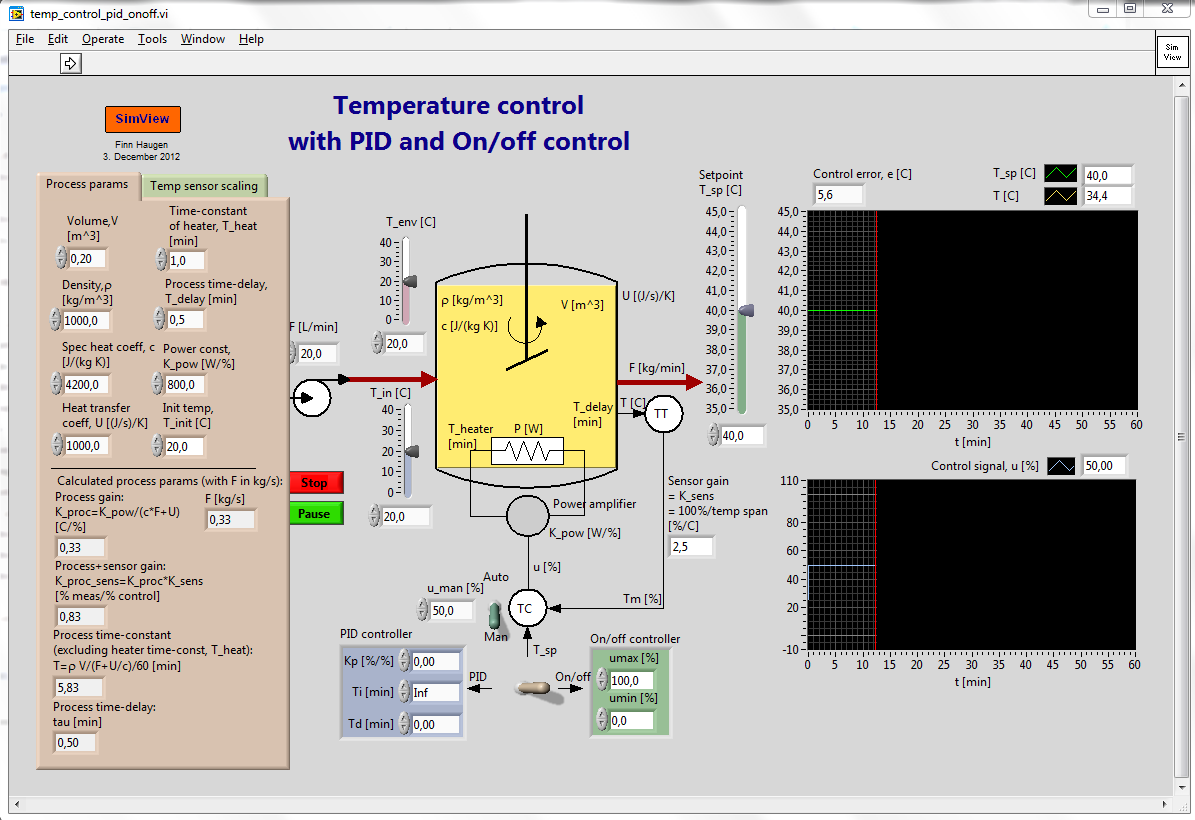 temp_control_pid_onoff.vi
File Edit Operate Tools Window Help
Sim
View
Temperature control
with PID and On/off control
SimView
Finn Haugen
3. December 2012
Process params
Temp sensor scaling
Volume,V
[m^3]
0,20
Time-constant
of heater, T_heat
[min]
1,0
Density,ρ
[kg/m^3]
1000,0
Process time-delay,
T_delay [min]
0,5
Spec heat coeff, c
[J/(kg K)]
4200,0
Power const,
K_pow [W/%]
800,0
Heat transfer
coeff, U [(J/s)/K]
1000,0
Init temp,
T_init [C]
20,0
Calculated process params (with F in kg/s):
Process gain:
K_proc=K_pow/(c*F+U)
[C/%]
0,33
F [kg/s]
0,33
Process+sensor gain:
K_proc_sens=K_proc*K_sens
[% meas/% control]
0,83
Process time-constant
(excluding heater time-const, T_heat):
T=ρ V/(F+U/c)/60 [min]
5,83
Process time-delay:
tau [min]
0,50
F [L/min]
20,0
Stop
Pause
T_env [C]
40
30
20
10
0
20,0
T_in [C]
40
30
20
10
0
20,0
ρ [kg/m^3]
V [m^3]
c [J/(kg K)]
U [(J/s)/K]
F [kg/min]
T_delay
[min]
T [C]
TT
T_heater
[min]
P [W]
Power amplifier
K_pow [W/%]
u [%]
Sensor gain
= K_sens
= 100%/temp span
[%/C]
2,5
Tm [%]
TC
T_sp
Auto
Man
u_man [%]
50,0
PID controller
Kp [%/%]
0,00
Ti [min]
Inf
Td [min]
0,00
PID
On/off
On/off controller
umax [%]
100,0
umin [%]
0,0
Setpoint
T_sp [C]
45,0
44,0
43,0
42,0
41,0
40,0
39,0
38,0
37,0
36,0
35,0
40,0
Control error, e [C]
5,6
T_sp [C]
40,0
T [C]
34,4
45,0
44,0
43,0
42,0
41,0
40,0
39,0
38,0
37,0
36,0
35,0
0 5 10 15 20 25 30 35 40 45 50 55 60
t [min]
Control signal, u [%]
50,00
110
80
60
40
20
-10
0 5 10 15 20 25 30 35 40 45 50 55 60
t [min]